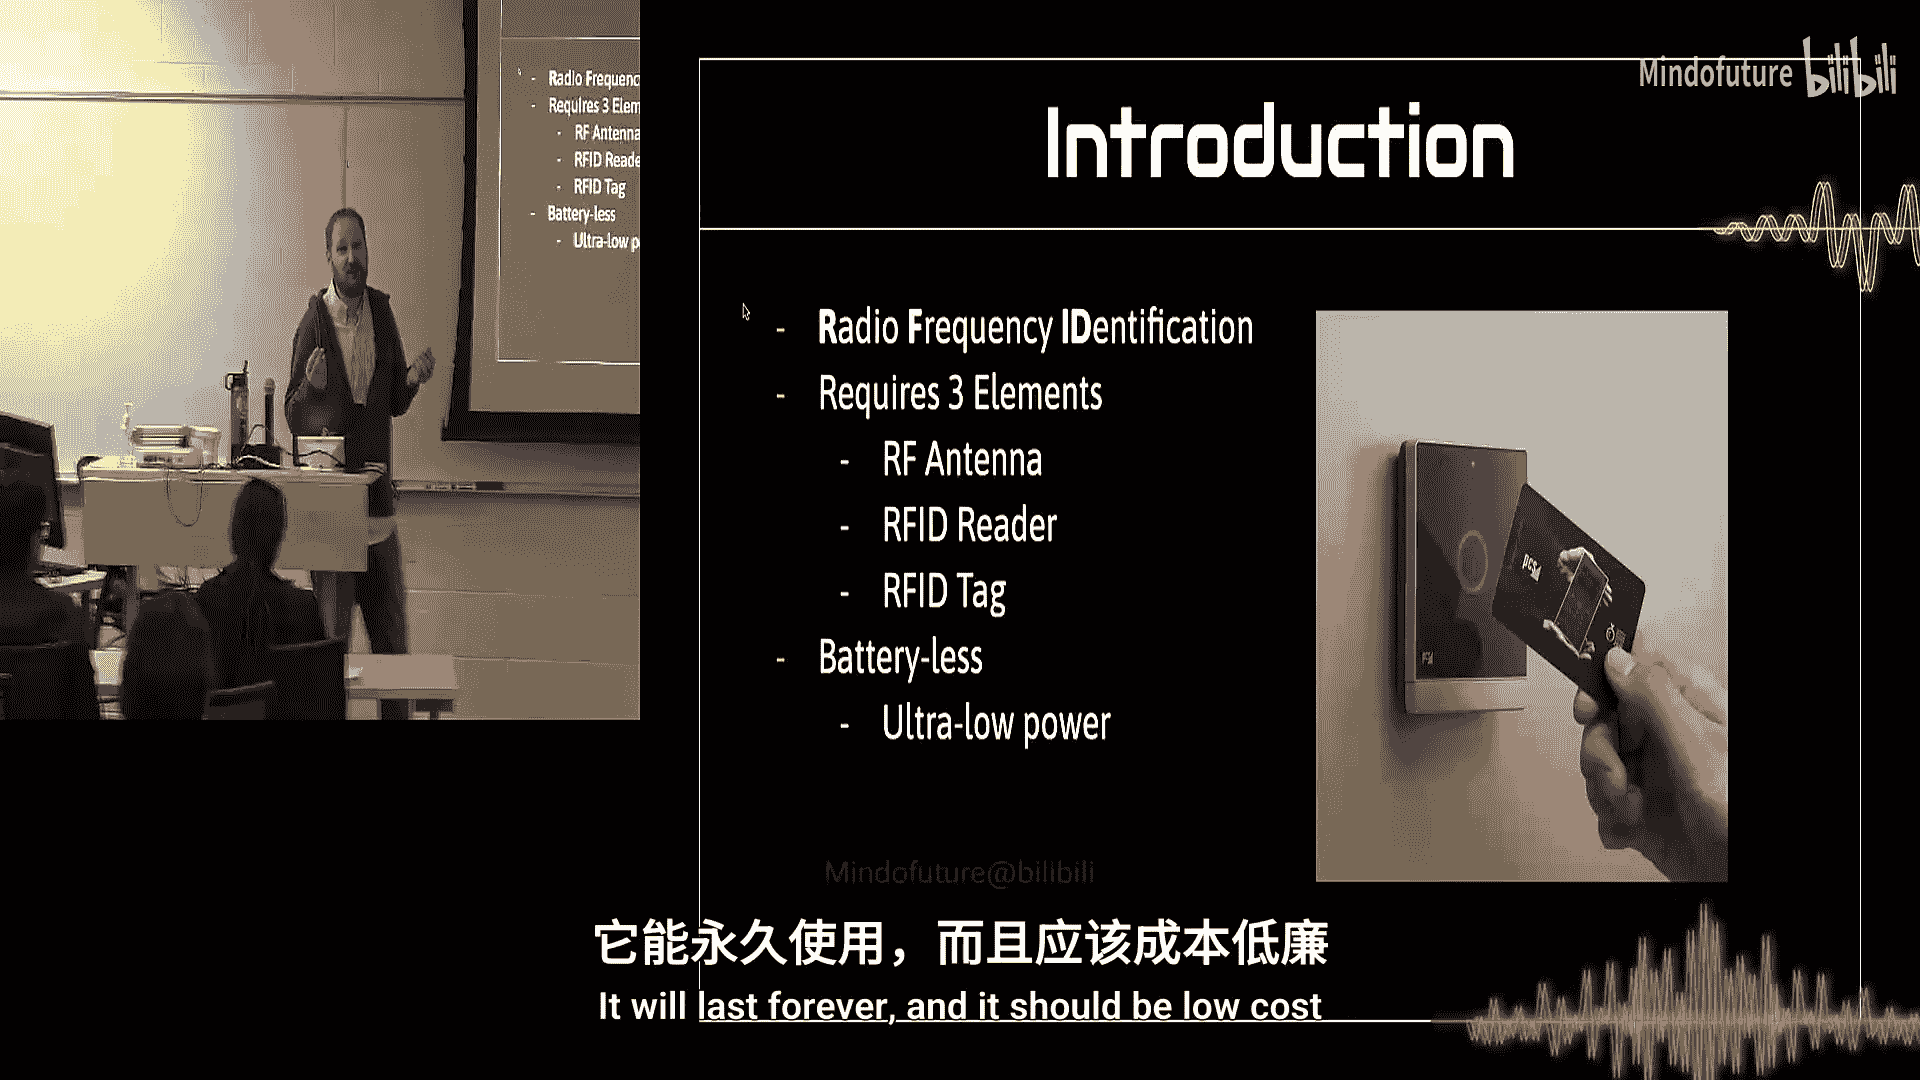 Radio Frequenc
Requires 3 Elem
- RF Antenna
- RFID Reade
- RFID Tag
- Battery-less
- Ultra-low p
Mindofuture bilibili
Introduction
- Radio Frequency IDentification
- Requires 3 Elements
- RF Antenna
- RFID Reader
- RFID Tag
- Battery-less
- Ultra-low power
pcs
Mindofuture@bilibili
它能永久使用，而且应该成本低廉
It will last forever, and it should be low cost